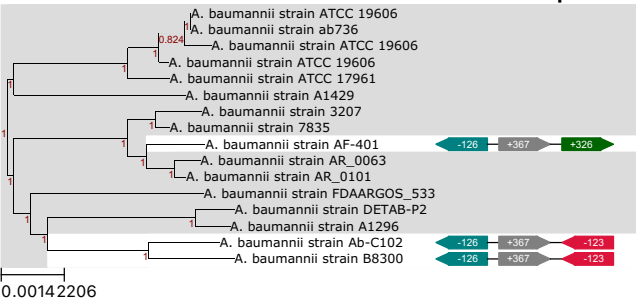 A. baumannii strain ATCC 19606
1 A. baumannii strain ab736
0.824 A. baumannii strain ATCC 19606
1 A. baumannii strain ATCC 19606
1 A. baumannii strain ATCC 17961
1 A. baumannii strain A1429
A. baumannii strain 3207
1 1 A. baumannii strain 7835
1 A. baumannii strain AF-401 -126 +367 +326
A. baumannii strain AR_0063
1 1 A. baumannii strain AR_0101
A. baumannii strain FDAARGOS_533
A. baumannii strain DETAB-P2
1 1 A. baumannii strain A1296
1 A. baumannii strain Ab-C102 -126 +367 -123
1 A. baumannii strain B8300 -126 +367 -123
0.00142206